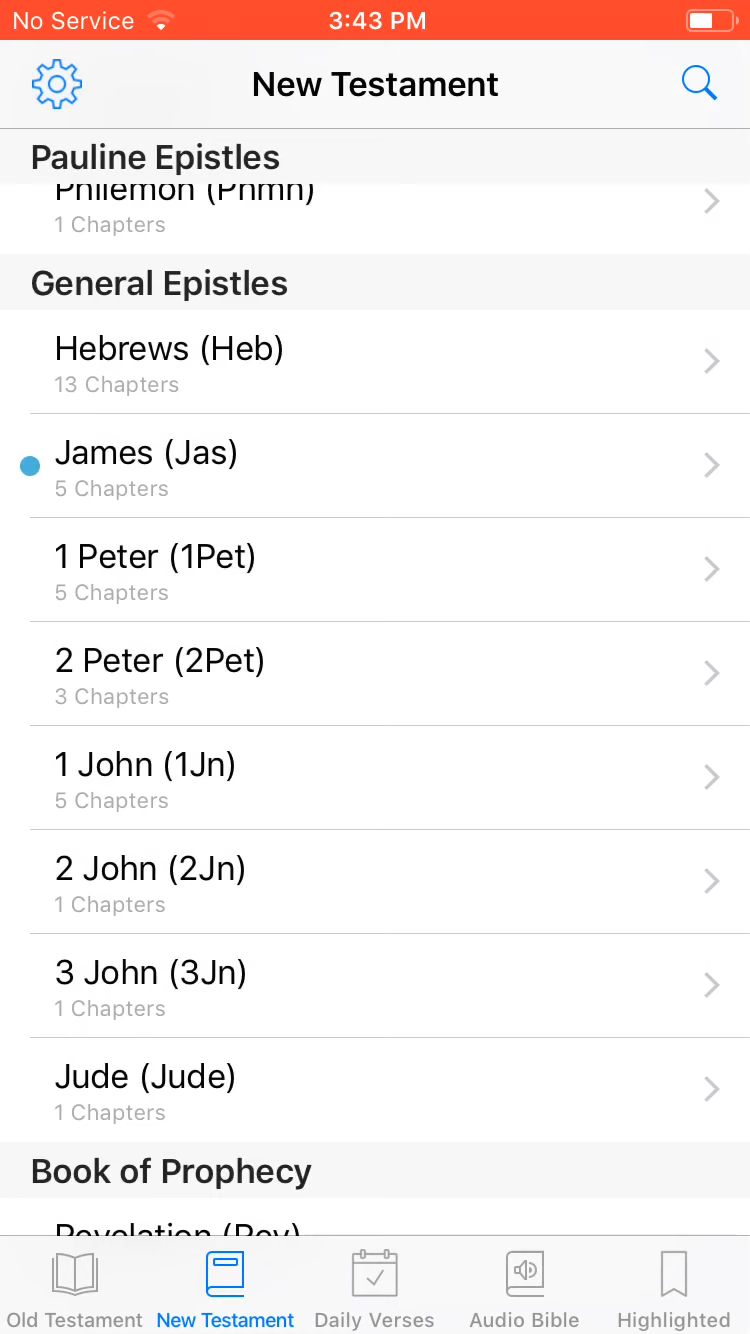 No Service 3:43 PM
New Testament
Pauline Epistles
Philemon (Phmn)
1 Chapters
General Epistles
Hebrews (Heb)
13 Chapters
James (Jas)
5 Chapters
1 Peter (1Pet)
5 Chapters
2 Peter (2Pet)
3 Chapters
1 John (1Jn)
5 Chapters
2 John (2Jn)
1 Chapters
3 John (3Jn)
1 Chapters
Jude (Jude)
1 Chapters
Book of Prophecy
Revelation (Rev)
Old Testament New Testament Daily Verses Audio Bible Highlighted